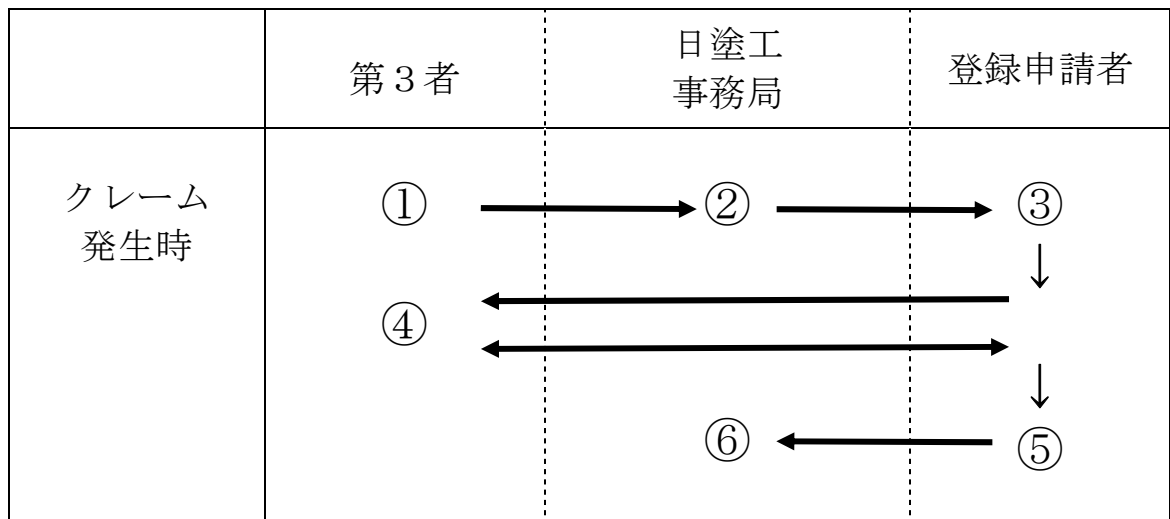 第３者
日塗工
事務局
登録申請者
クレーム
発生時
① ② ③
④
⑥ ⑤